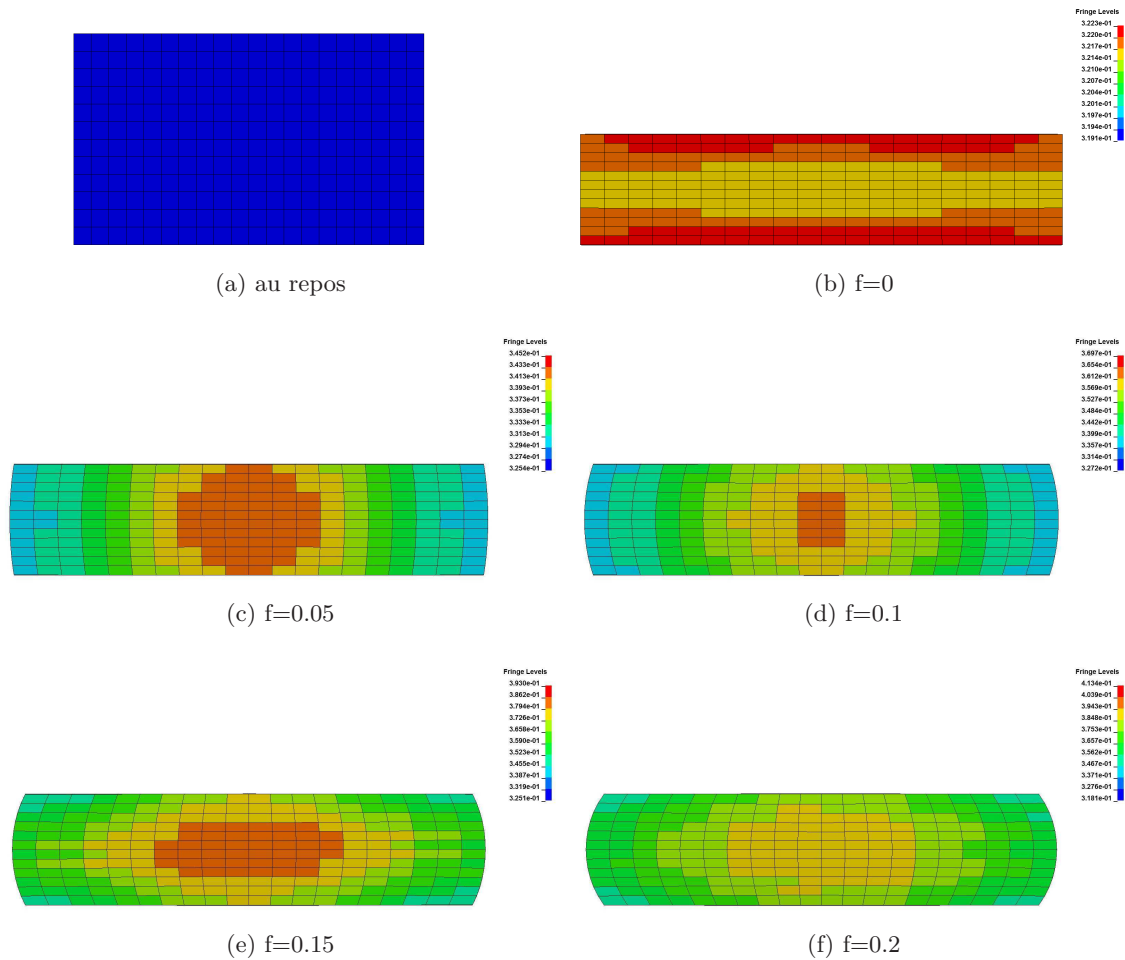 Fringe Levels
3.223e-01
3.220e-01
3.217e-01
3.214e-01
3.210e-01
3.207e-01
3.204e-01
3.201e-01
3.197e-01
3.194e-01
3.191e-01
(a) au repos
(b) f=0
Fringe Levels
3.452e-01
3.433e-01
3.413e-01
3.393e-01
3.373e-01
3.353e-01
3.333e-01
3.313e-01
3.294e-01
3.274e-01
3.254e-01
Fringe Levels
3.697e-01
3.654e-01
3.612e-01
3.569e-01
3.527e-01
3.484e-01
3.442e-01
3.399e-01
3.357e-01
3.314e-01
3.272e-01
(c) f=0.05
(d) f=0.1
Fringe Levels
3.930e-01
3.862e-01
3.794e-01
3.726e-01
3.658e-01
3.590e-01
3.523e-01
3.455e-01
3.387e-01
3.319e-01
3.251e-01
Fringe Levels
4.134e-01
4.039e-01
3.943e-01
3.848e-01
3.753e-01
3.657e-01
3.562e-01
3.467e-01
3.371e-01
3.276e-01
3.181e-01
(e) f=0.15
(f) f=0.2